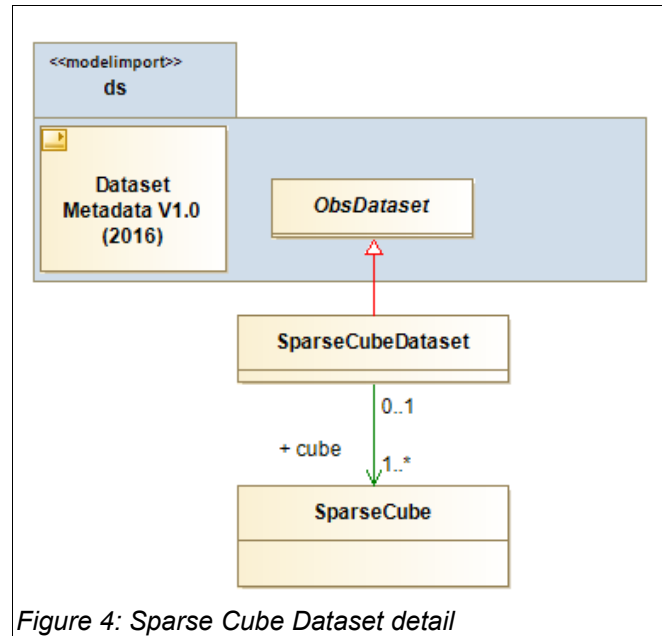 <<modelimport>>
ds
Dataset
Metadata V1.0
(2016)
ObsDataset
SparseCubeDataset
0..1
+ cube
1..*
SparseCube
Figure 4: Sparse Cube Dataset detail